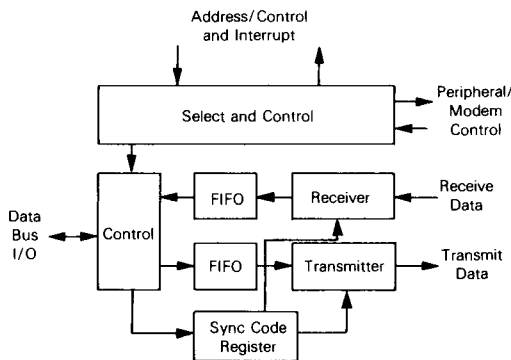 Address/Control
and Interrupt
Select and Control
Peripheral/
Modem
Control
FIFO
Receiver
Receive
Data
Data
Bus
I/O
Control
FIFO
Transmitter
Transmit
Data
Sync Code
Register